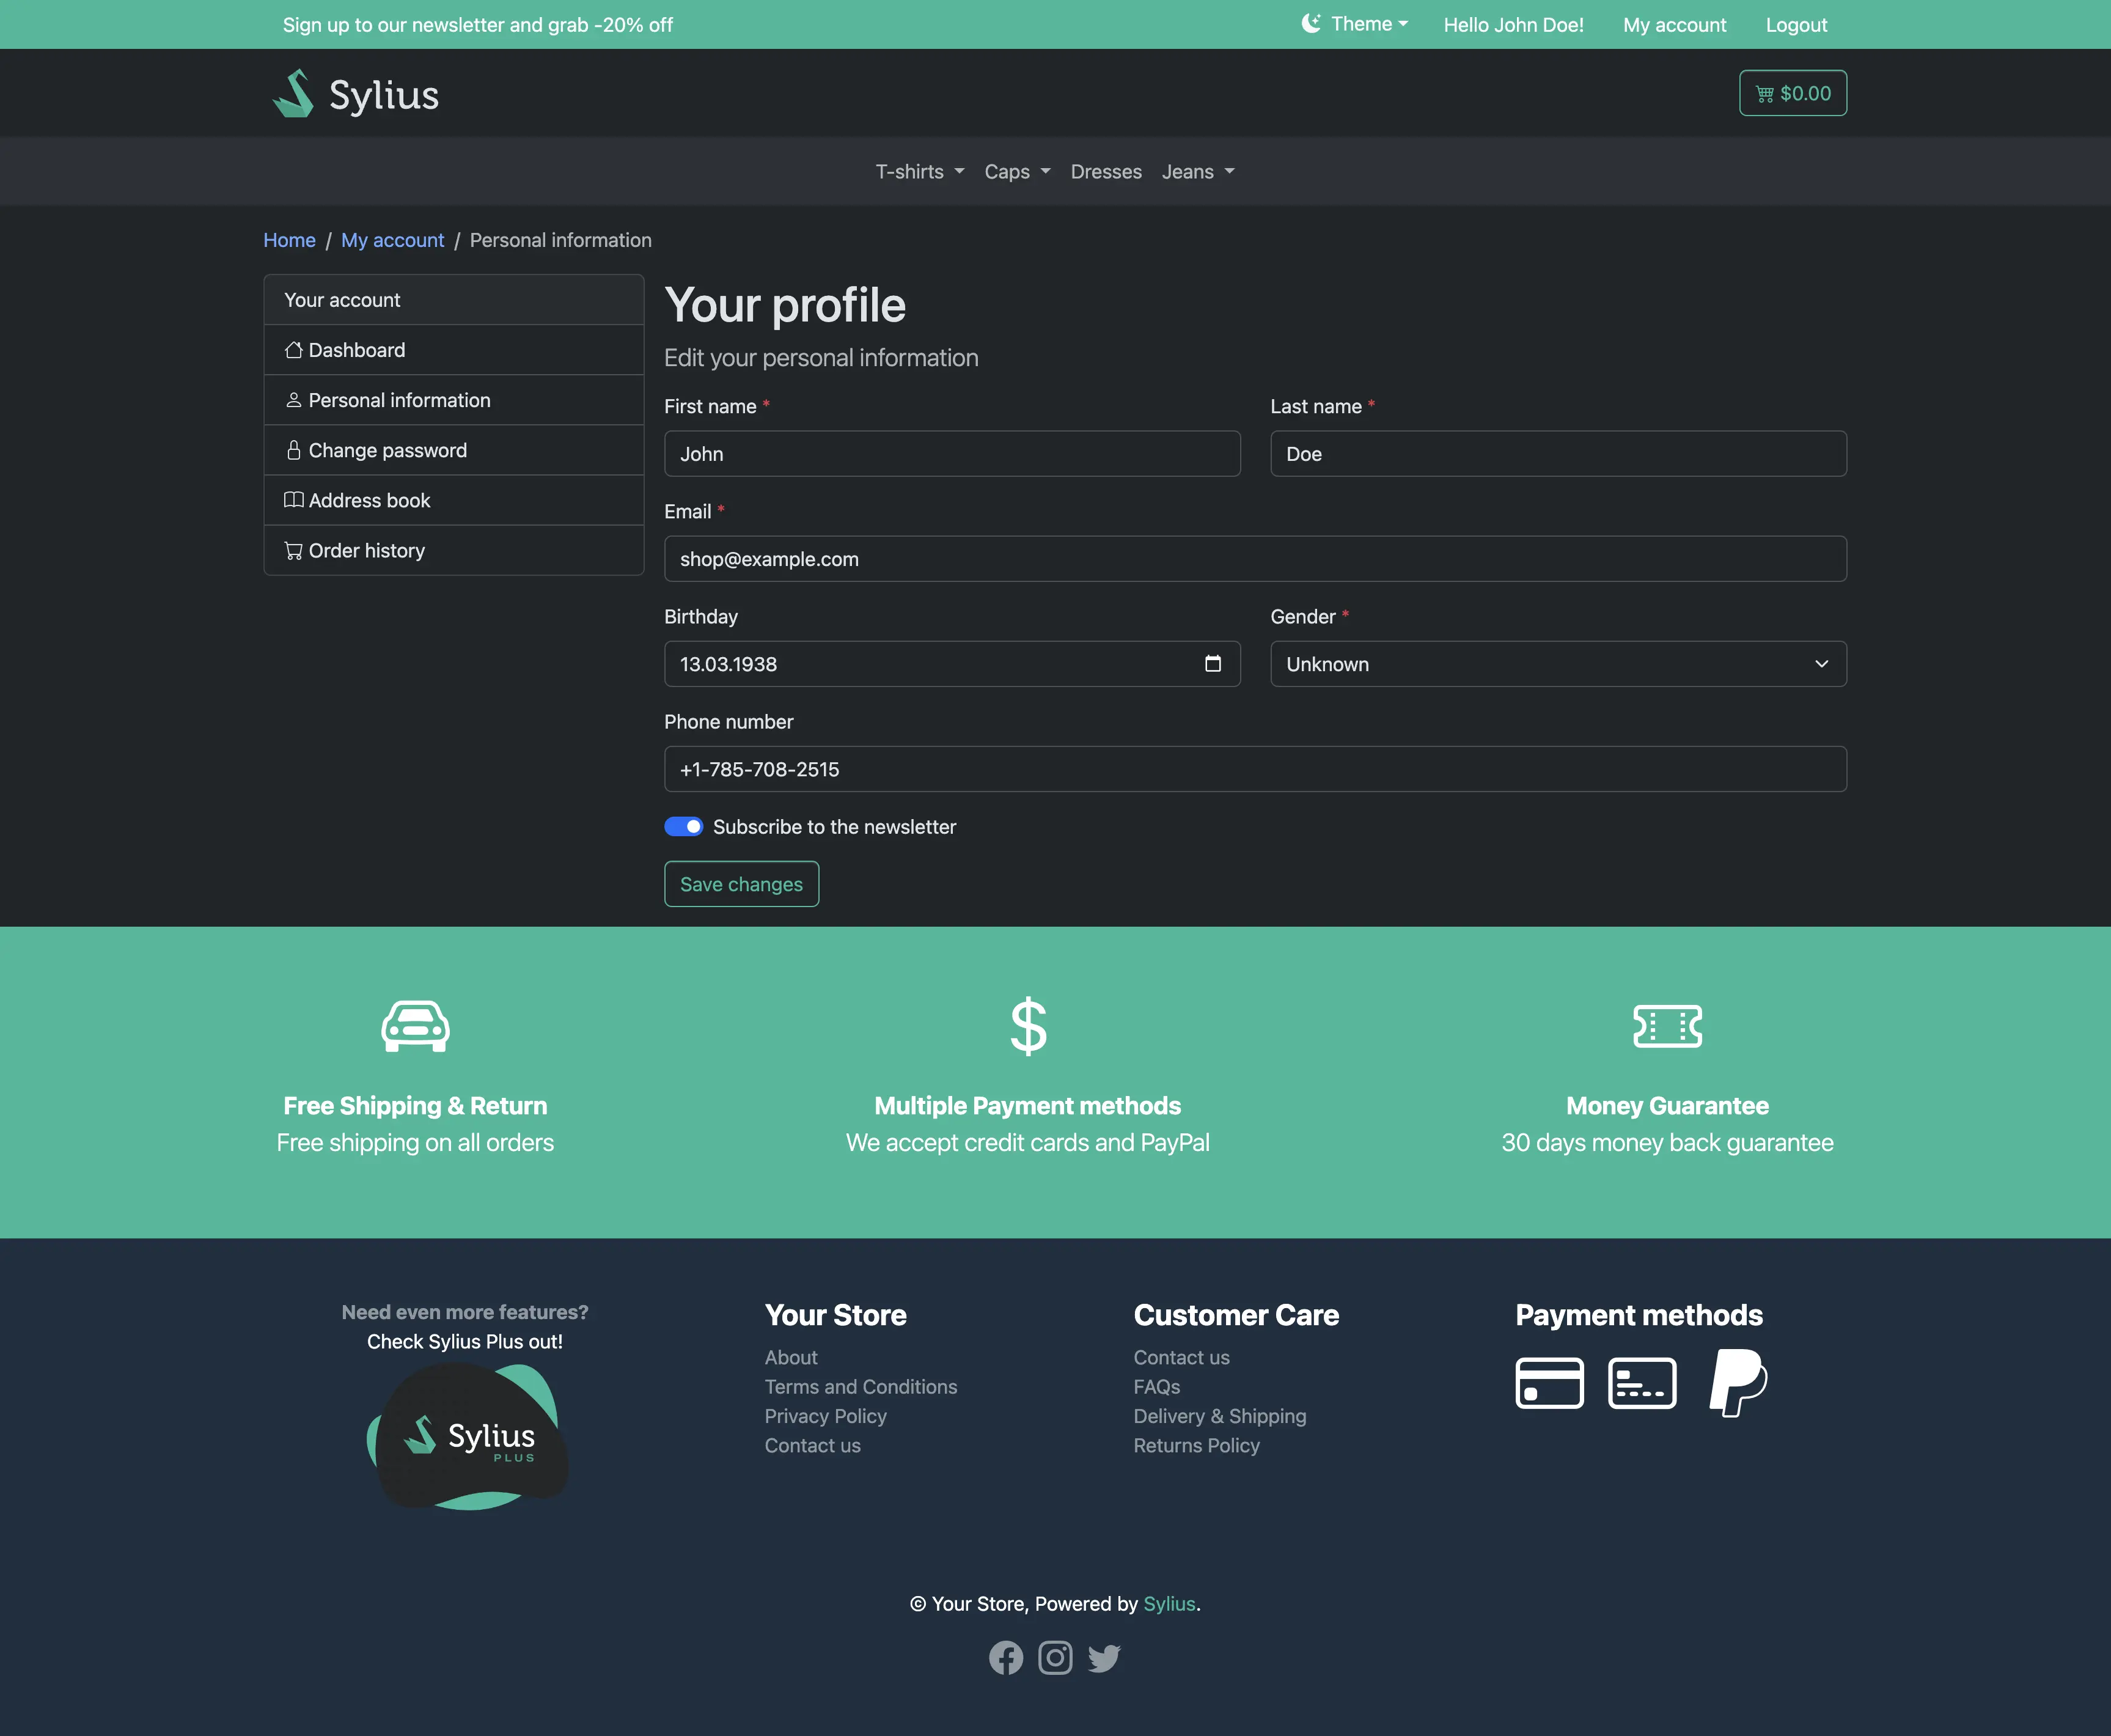 Sign up to our newsletter and grab -20% off
Theme
Hello John Doe!
My account
Logout
Sylius
$0.00
T-shirts
Caps
Dresses
Jeans
Home / My account / Personal information
Your account
Dashboard
Personal information
Change password
Address book
Order history
Your profile
Edit your personal information
First name *
Last name *
John
Doe
Email *
shop@example.com
Birthday
Gender *
13.03.1938
Unknown
Phone number
+1-785-708-2515
Subscribe to the newsletter
Save changes
$
Free Shipping & Return
Free shipping on all orders
Multiple Payment methods
We accept credit cards and PayPal
Money Guarantee
30 days money back guarantee
Need even more features?
Check Sylius Plus out!
Sylius
PLUS
Your Store
About
Terms and Conditions
Privacy Policy
Contact us
Customer Care
Contact us
FAQs
Delivery & Shipping
Returns Policy
Payment methods
© Your Store, Powered by Sylius.